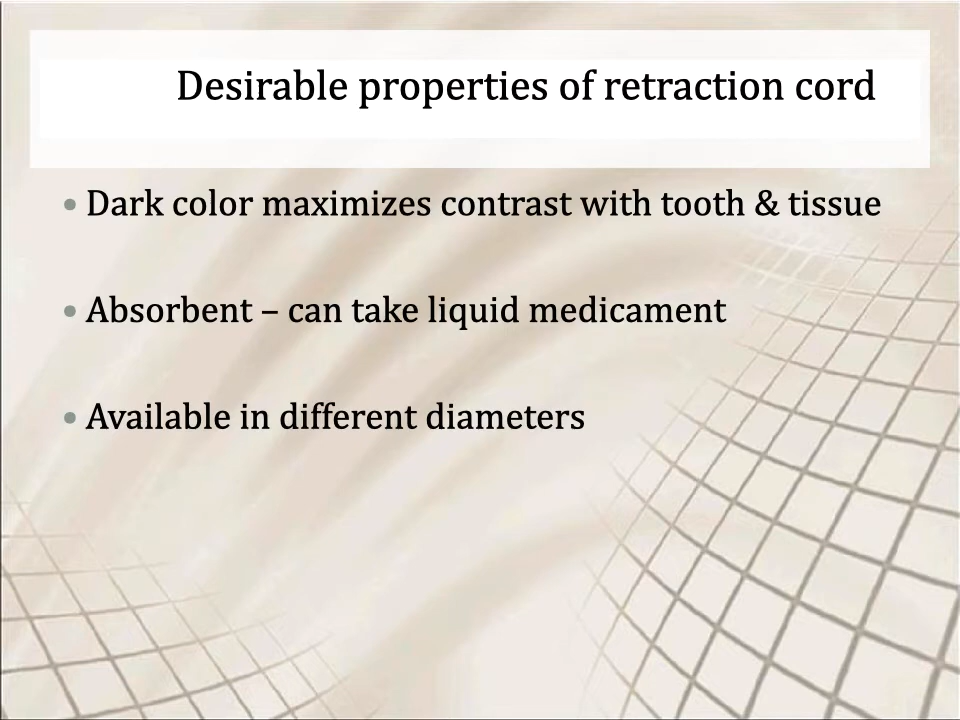 Desirable properties of retraction cord
• Dark color maximizes contrast with tooth & tissue
• Absorbent – can take liquid medicament
• Available in different diameters